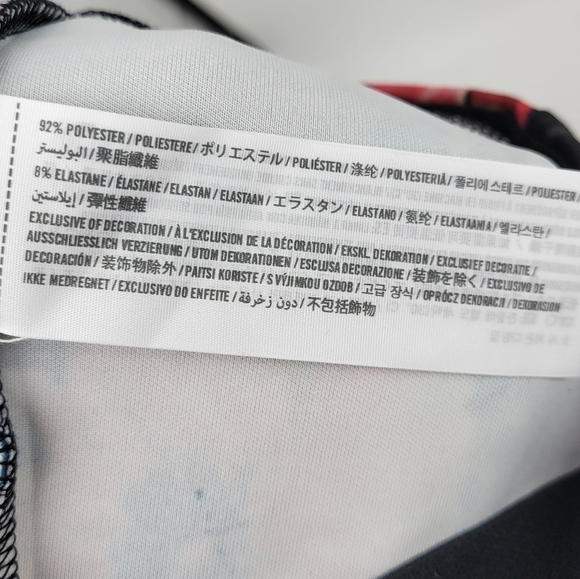 92% POLYESTER / POLIESTERE / ポリエステル / POLIÉSTER / 涤纶 / POLYESTERIÄ / 폴리에스테르 / POLIESTER /
البوليستر / 聚脂纖維
8% ELASTANE / ÉLASTANE / ELASTAN / ELASTAAN / エラスタン / ELASTANO / 氨纶 / ELASTAANIA / 엘라스탄 /
إيلاستين / 彈性纖維
EXCLUSIVE OF DECORATION / À L'EXCLUSION DE LA DÉCORATION / EKSKL. DEKORATION / EXCLUSIEF DECORATIE /
AUSSCHLIESSLICH VERZIERUNG / UTOM DEKORATIONEN / ESCLUSA DECORAZIONE / 装飾を除く / EXCLUSIVO DE
DECORACIÓN / 装饰物除外 / PAITSI KORISTE / S VÝJIMKOU OZDOB / 고급 장식 / OPRÓCZ DEKORACJI / DEKORASJON
IKKE MEDREGNET / EXCLUSIVO DO ENFEITE / دون زخرفة / 不包括飾物